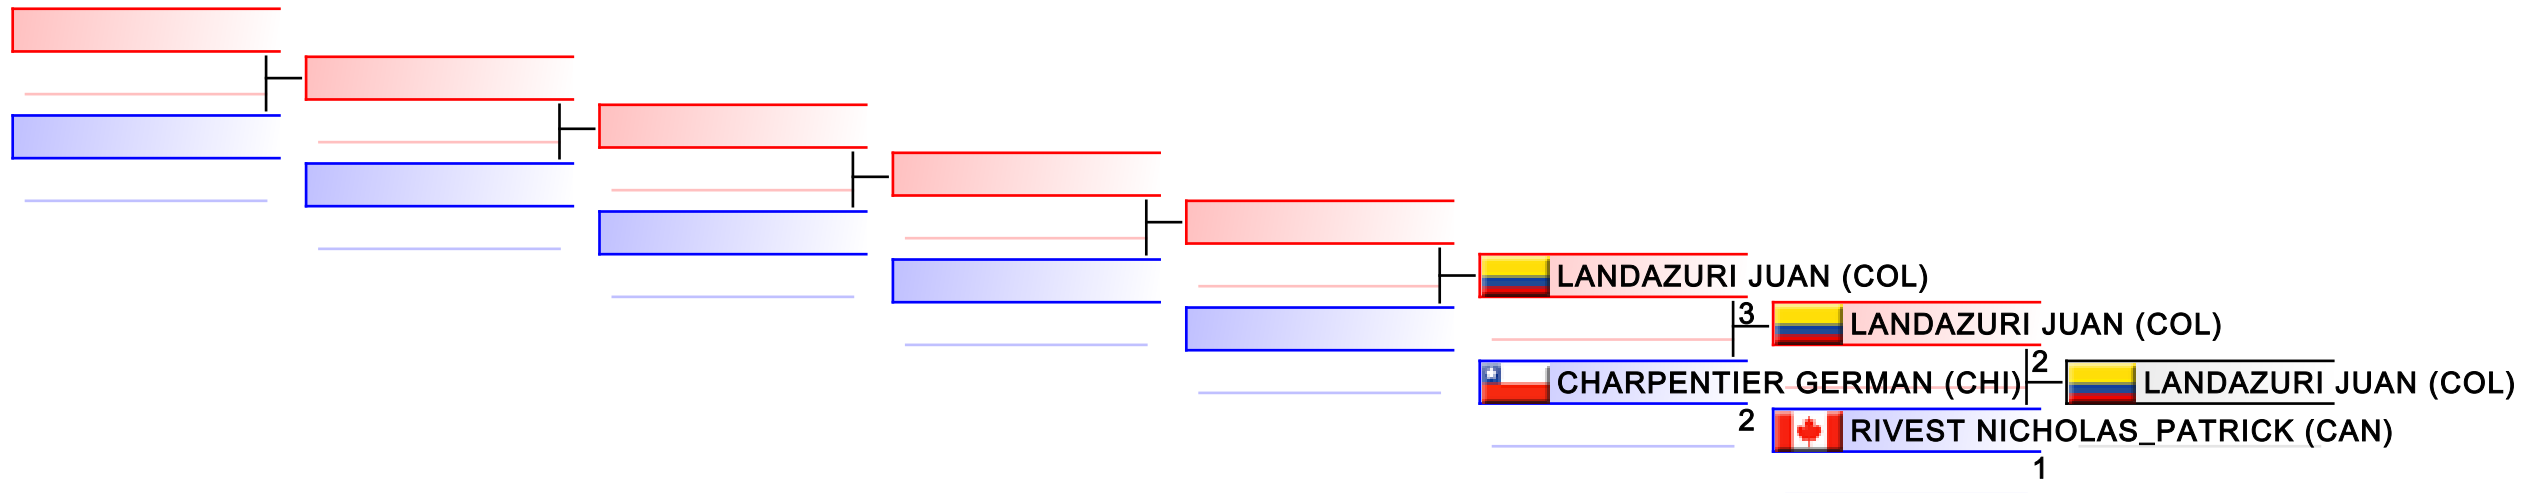 LANDAZURI JUAN (COL)
3
LANDAZURI JUAN (COL)
CHARPENTIER GERMAN (CHI)
2
LANDAZURI JUAN (COL)
2
RIVEST NICHOLAS_PATRICK (CAN)
1